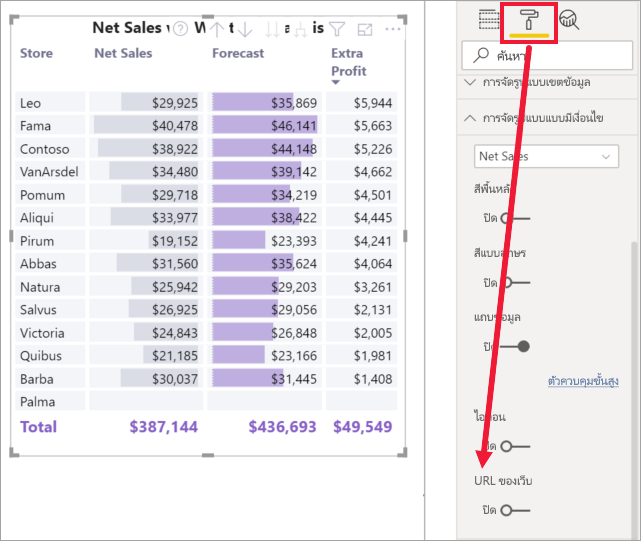 Net Sales
is
Store Net Sales Forecast Extra Profit
Leo $29,925 $35,869 $5,944
Fama $40,478 $46,141 $5,663
Contoso $38,922 $44,148 $5,226
VanArsdel $34,480 $39,142 $4,662
Pomum $29,718 $34,219 $4,501
Aliqui $33,977 $38,422 $4,445
Pirum $19,152 $23,393 $4,241
Abbas $31,560 $35,624 $4,064
Natura $25,942 $29,203 $3,261
Salvus $26,925 $29,056 $2,131
Victoria $24,843 $26,848 $2,005
Quibus $21,185 $23,166 $1,981
Barba $30,037 $31,445 $1,408
Palma
Total $387,144 $436,693 $49,549
ค้นหา
การจัดรูปแบบเขตข้อมูล
การจัดรูปแบบแบบมีเงื่อนไข
Net Sales
สีพื้นหลัง
ปิด
สีแบบอักษร
ปิด
แถบข้อมูล
ปิด
ตัวควบคุมขั้นสูง
ไอคอน
ปิด
URL ของเว็บ
ปิด